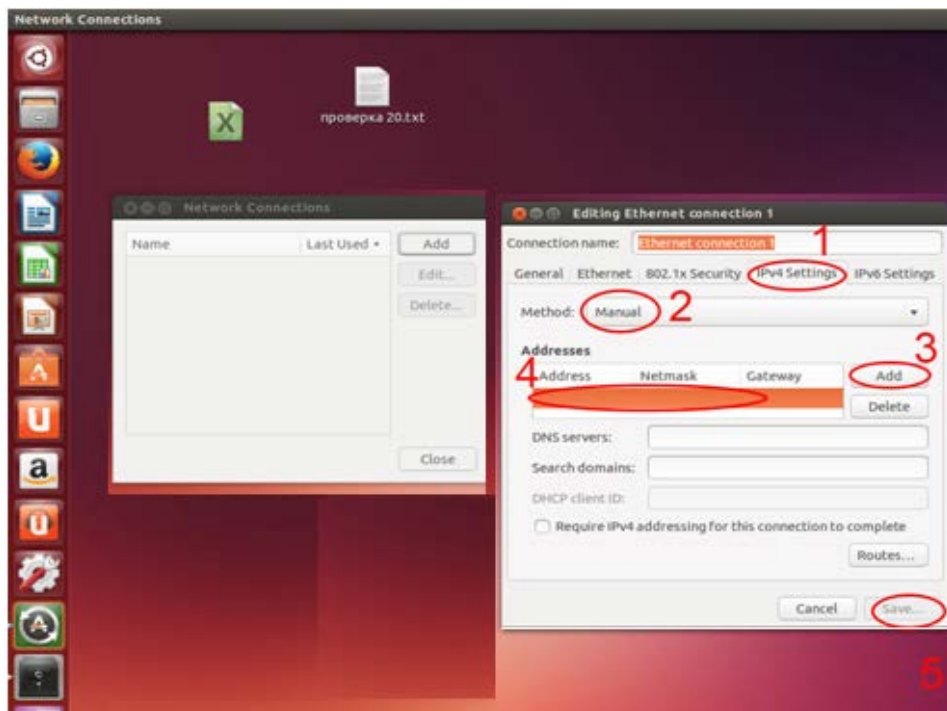 Network Connections
проверка 20.txt
Network Connections
Name Last Used
Add
Edit...
Delete...
Close
Editing Ethernet connection 1
Connection name: Ethernet connection 1
1
General Ethernet 802.1x Security IPv4 Settings IPv6 Settings
Method: Manual 2
3
Addresses
4
Address Netmask Gateway
Add
Delete
DNS servers:
Search domains:
DHCP client ID:
Require IPv4 addressing for this connection to complete
Routes...
Cancel Save...
5